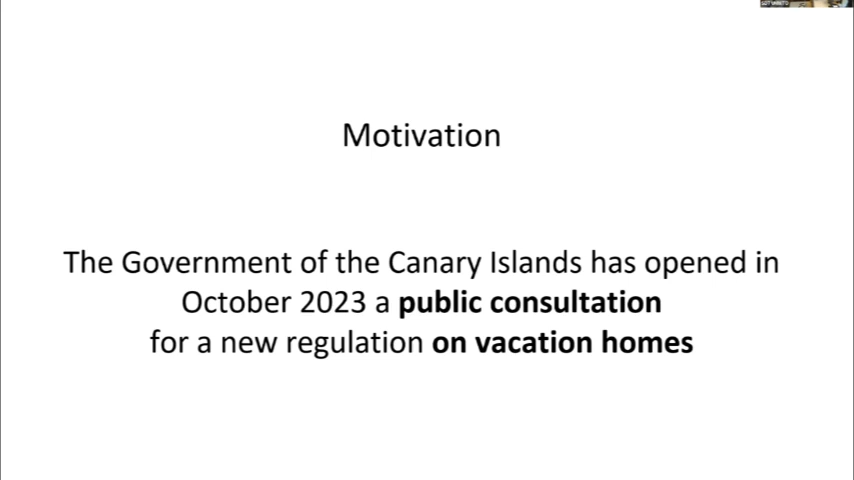 Motivation
The Government of the Canary Islands has opened in
October 2023 a public consultation
for a new regulation on vacation homes